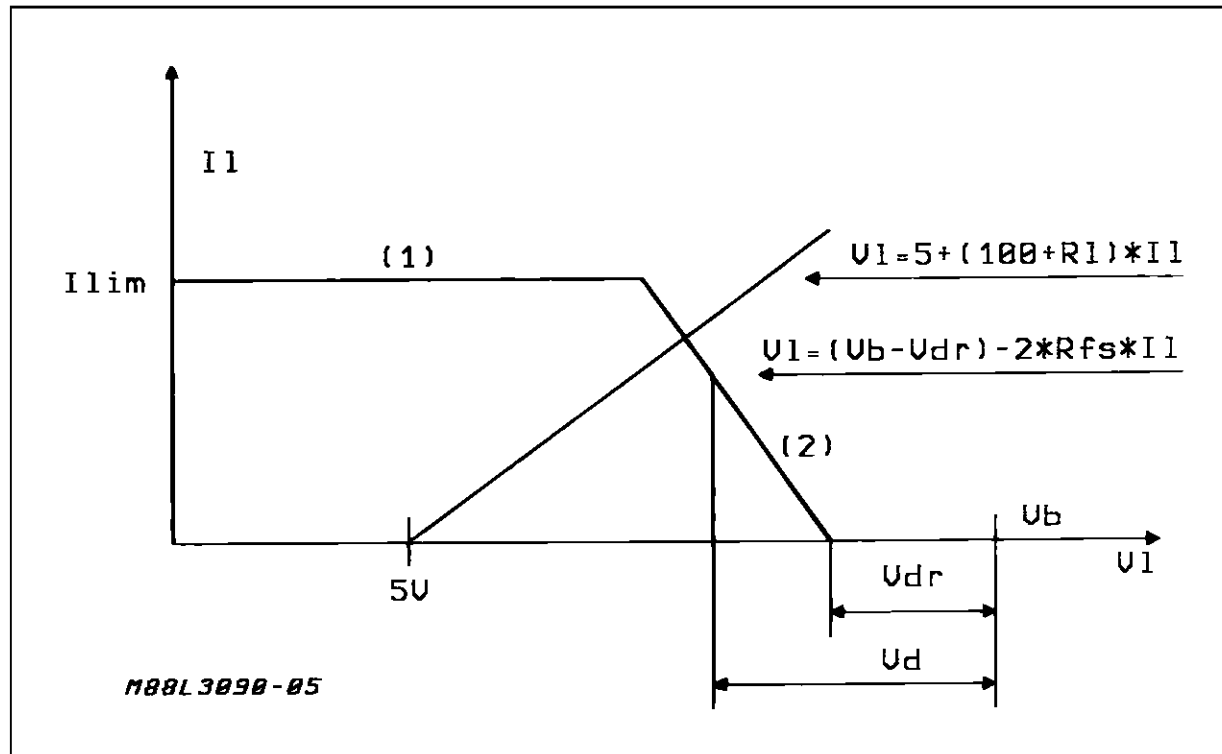 Il
(1)
Vl=5+(100+Rl)*Il
Ilim
Vl=(Vb-Vdr)-2*Rfs*Il
(2)
Vb
Vl
5V
Vdr
Vd
M88L3090-05